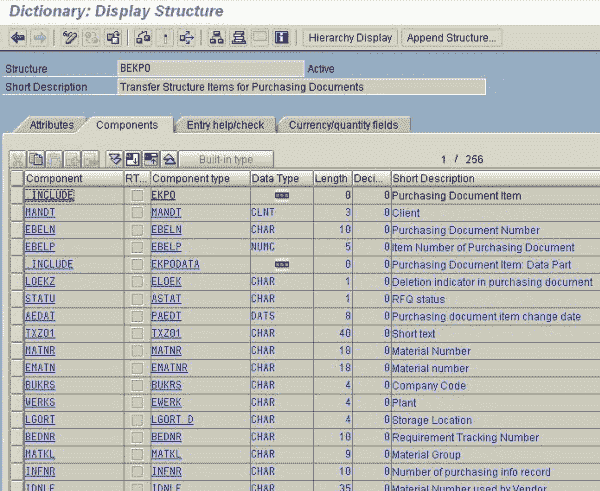 Dictionary: Display Structure
Hierarchy Display Append Structure...
Structure BEKPO Active
Short Description Transfer Structure Items for Purchasing Documents
Attributes Components Entry help/check Currency/quantity fields
Built-in type 1 / 256
Component RT... Component type Data Type Length Deci... Short Description
.INCLUDE EKPO 0 0 Purchasing Document Item
MANDT MANDT CLNT 3 0 Client
EBELN EBELN CHAR 10 0 Purchasing Document Number
EBELP EBELP NUMC 5 0 Item Number of Purchasing Document
.INCLUDE EKPODATA 0 0 Purchasing Document Item: Data Part
LOEKZ ELOEK CHAR 1 0 Deletion indicator in purchasing document
STATU ASTAT CHAR 1 0 RFQ status
AEDAT PAEDT DATS 8 0 Purchasing document item change date
TXZ01 TXZ01 CHAR 40 0 Short text
MATNR MATNR CHAR 18 0 Material Number
EMATN EMATNR CHAR 18 0 Material number
BUKRS BUKRS CHAR 4 0 Company Code
WERKS EWERK CHAR 4 0 Plant
LGORT LGORT_D CHAR 4 0 Storage Location
BEDNR BEDNR CHAR 10 0 Requirement Tracking Number
MATKL MATKL CHAR 9 0 Material Group
INFNR INFNR CHAR 10 0 Number of purchasing info record
IDNLF IDNLF CHAR 35 0 Material Number used by Vendor